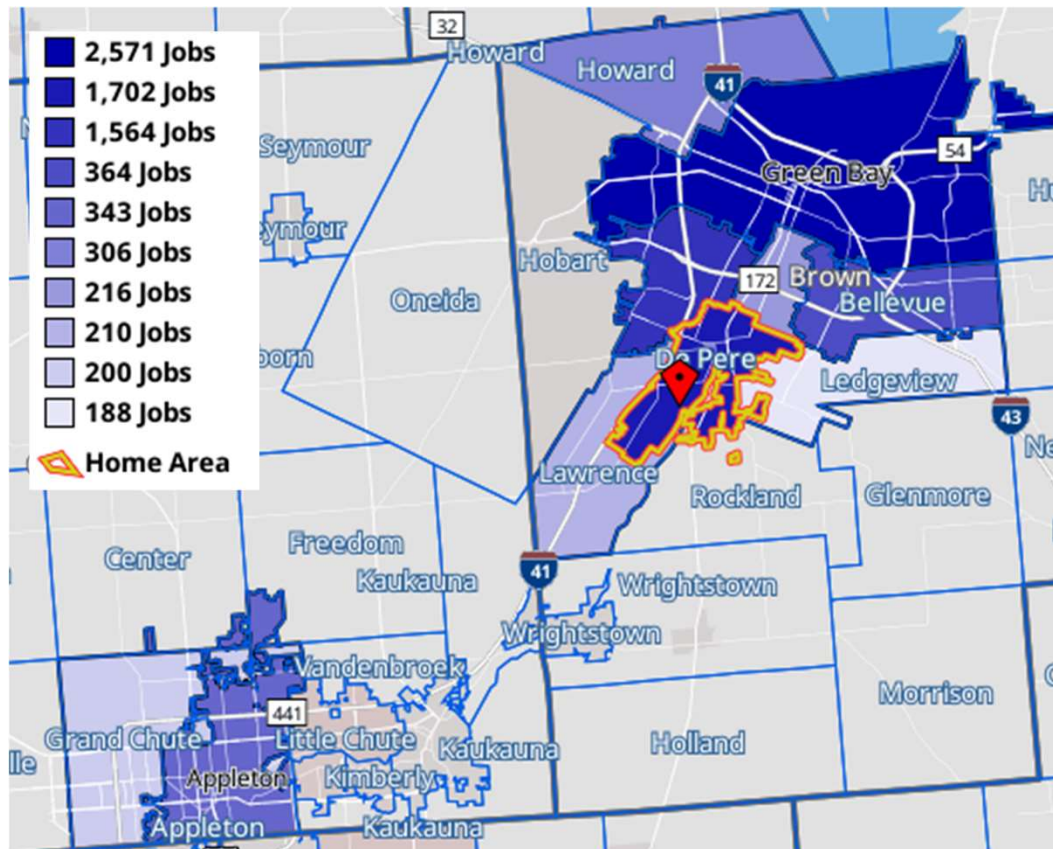 2,571 Jobs
1,702 Jobs
1,564 Jobs
364 Jobs
343 Jobs
306 Jobs
216 Jobs
210 Jobs
200 Jobs
188 Jobs
Home Area
32
Howard
Howard
41
Seymour
Green Bay
54
Hobart
172
Brown
Oneida
Bellevue
De Pere
Ledgeview
43
Lawrence
Rockland
Glenmore
Center
Freedom
Kaukauna
41
Wrightstown
Wrightstown
Vandenbroek
Morrison
441
Grand Chute
Little Chute
Kaukauna
Holland
Appleton
Kimberly
Appleton
Kaukauna